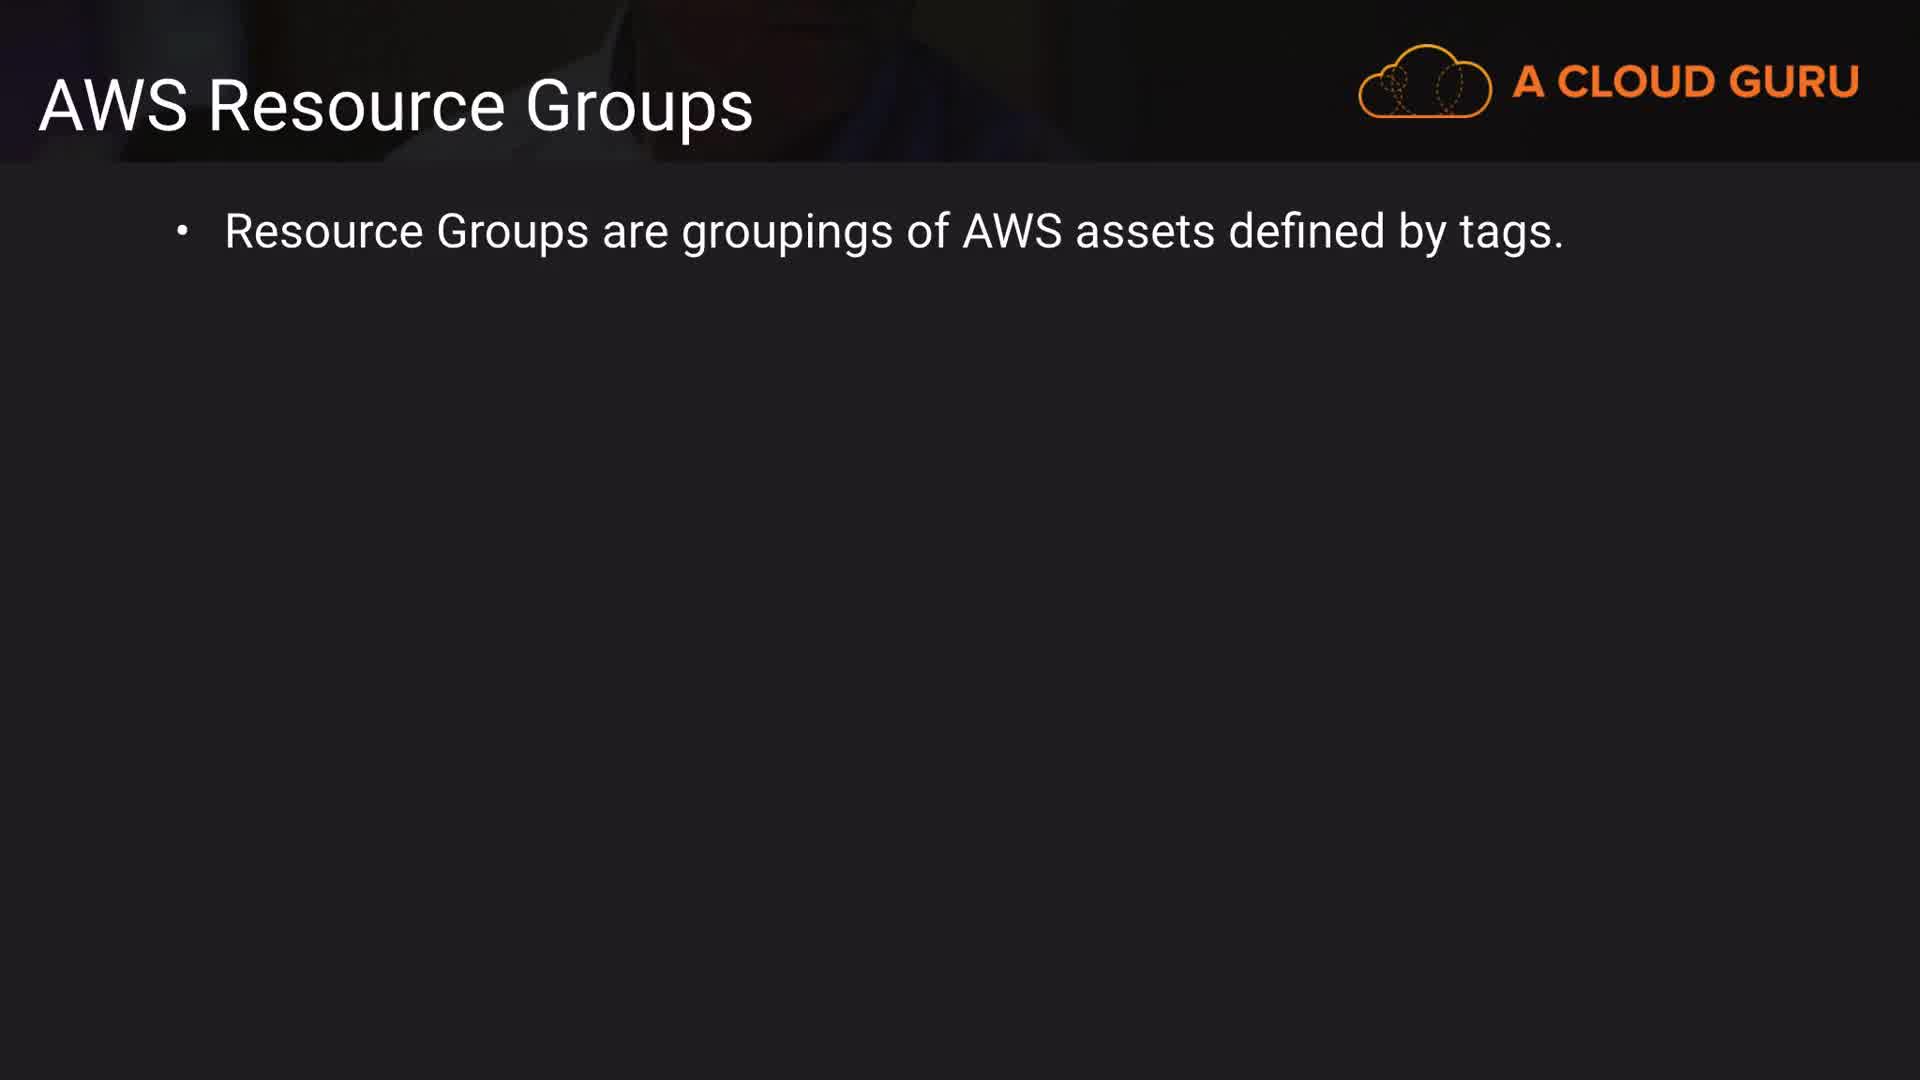 AWS Resource Groups
A CLOUD GURU
• Resource Groups are groupings of AWS assets defined by tags.